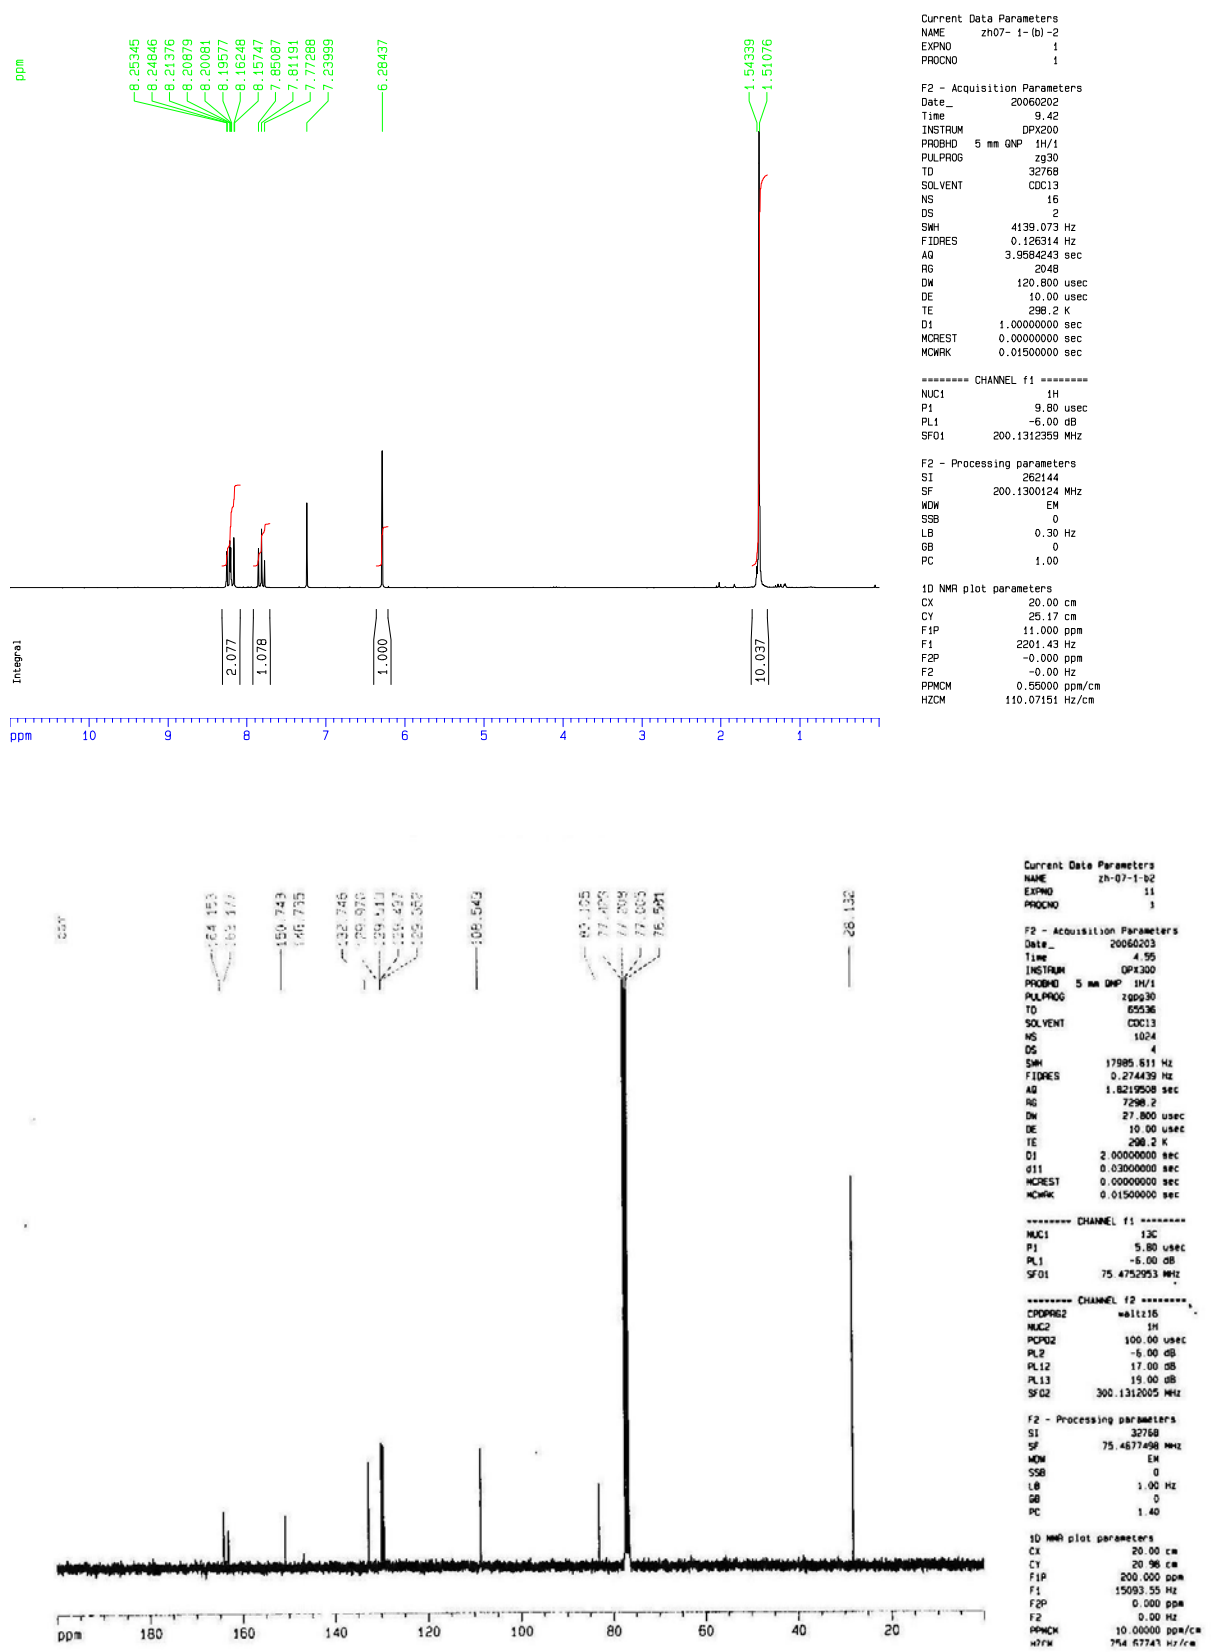 Current Data Parameters
NAME zh07- 1-(b)-2
EXPNO 1
PROCNO 1
F2 - Acquisition Parameters
Date_ 20060202
Time 9.42
INSTRUM DPX200
PROBHD 5 mm QNP 1H/1
PULPROG zg30
TD 32768
SOLVENT CDCl3
NS 16
DS 2
SWH 4139.073 Hz
FIDRES 0.126314 Hz
AQ 3.9584243 sec
RG 2048
DW 120.800 usec
DE 10.00 usec
TE 298.2 K
D1 1.00000000 sec
MCREST 0.00000000 sec
MCWRK 0.01500000 sec
======== CHANNEL f1 ========
NUC1 1H
P1 9.80 usec
PL1 -6.00 dB
SFO1 200.1312359 MHz
F2 - Processing parameters
SI 262144
SF 200.1300124 MHz
WDW EM
SSB 0
LB 0.30 Hz
GB 0
PC 1.00
1D NMR plot parameters
CX 20.00 cm
CY 25.17 cm
F1P 11.000 ppm
F1 2201.43 Hz
F2P -0.000 ppm
F2 -0.00 Hz
PPMCM 0.55000 ppm/cm
HZCM 110.07151 Hz/cm
ppm
8.25345
8.24846
8.21376
8.20879
8.20081
8.19577
8.16248
8.15747
7.85087
7.81191
7.77288
7.23999
6.28437
1.54339
1.51076
Integral
2.077
1.078
1.000
10.037
ppm 10 9 8 7 6 5 4 3 2 1
Current Data Parameters
NAME zh-07-1-b2
EXPNO 11
PROCNO 1
F2 - Acquisition Parameters
Date_ 20060203
Time 4.55
INSTRUM DPX300
PROBHD 5 mm QNP 1H/1
PULPROG zgpg30
TD 65536
SOLVENT CDCl3
NS 1024
DS 4
SWH 17985.611 Hz
FIDRES 0.274439 Hz
AQ 1.8219508 sec
RG 7298.2
DW 27.800 usec
DE 10.00 usec
TE 298.2 K
D1 2.00000000 sec
d11 0.03000000 sec
MCREST 0.00000000 sec
MCWRK 0.01500000 sec
======== CHANNEL f1 ========
NUC1 13C
P1 5.80 usec
PL1 -6.00 dB
SFO1 75.4752953 MHz
======== CHANNEL f2 ========
CPDPRG2 waltz16
NUC2 1H
PCPD2 100.00 usec
PL2 -6.00 dB
PL12 17.00 dB
PL13 19.00 dB
SFO2 300.1312005 MHz
F2 - Processing parameters
SI 32768
SF 75.4677498 MHz
WDW EM
SSB 0
LB 1.00 Hz
GB 0
PC 1.40
1D NMR plot parameters
CX 20.00 cm
CY 20.98 cm
F1P 200.000 ppm
F1 15093.55 Hz
F2P 0.000 ppm
F2 0.00 Hz
PPMCM 10.00000 ppm/cm
HZCM 754.67743 Hz/cm
164.153
150.743
146.735
132.746
108.543
77.005
76.581
28.132
ppm 180 160 140 120 100 80 60 40 20